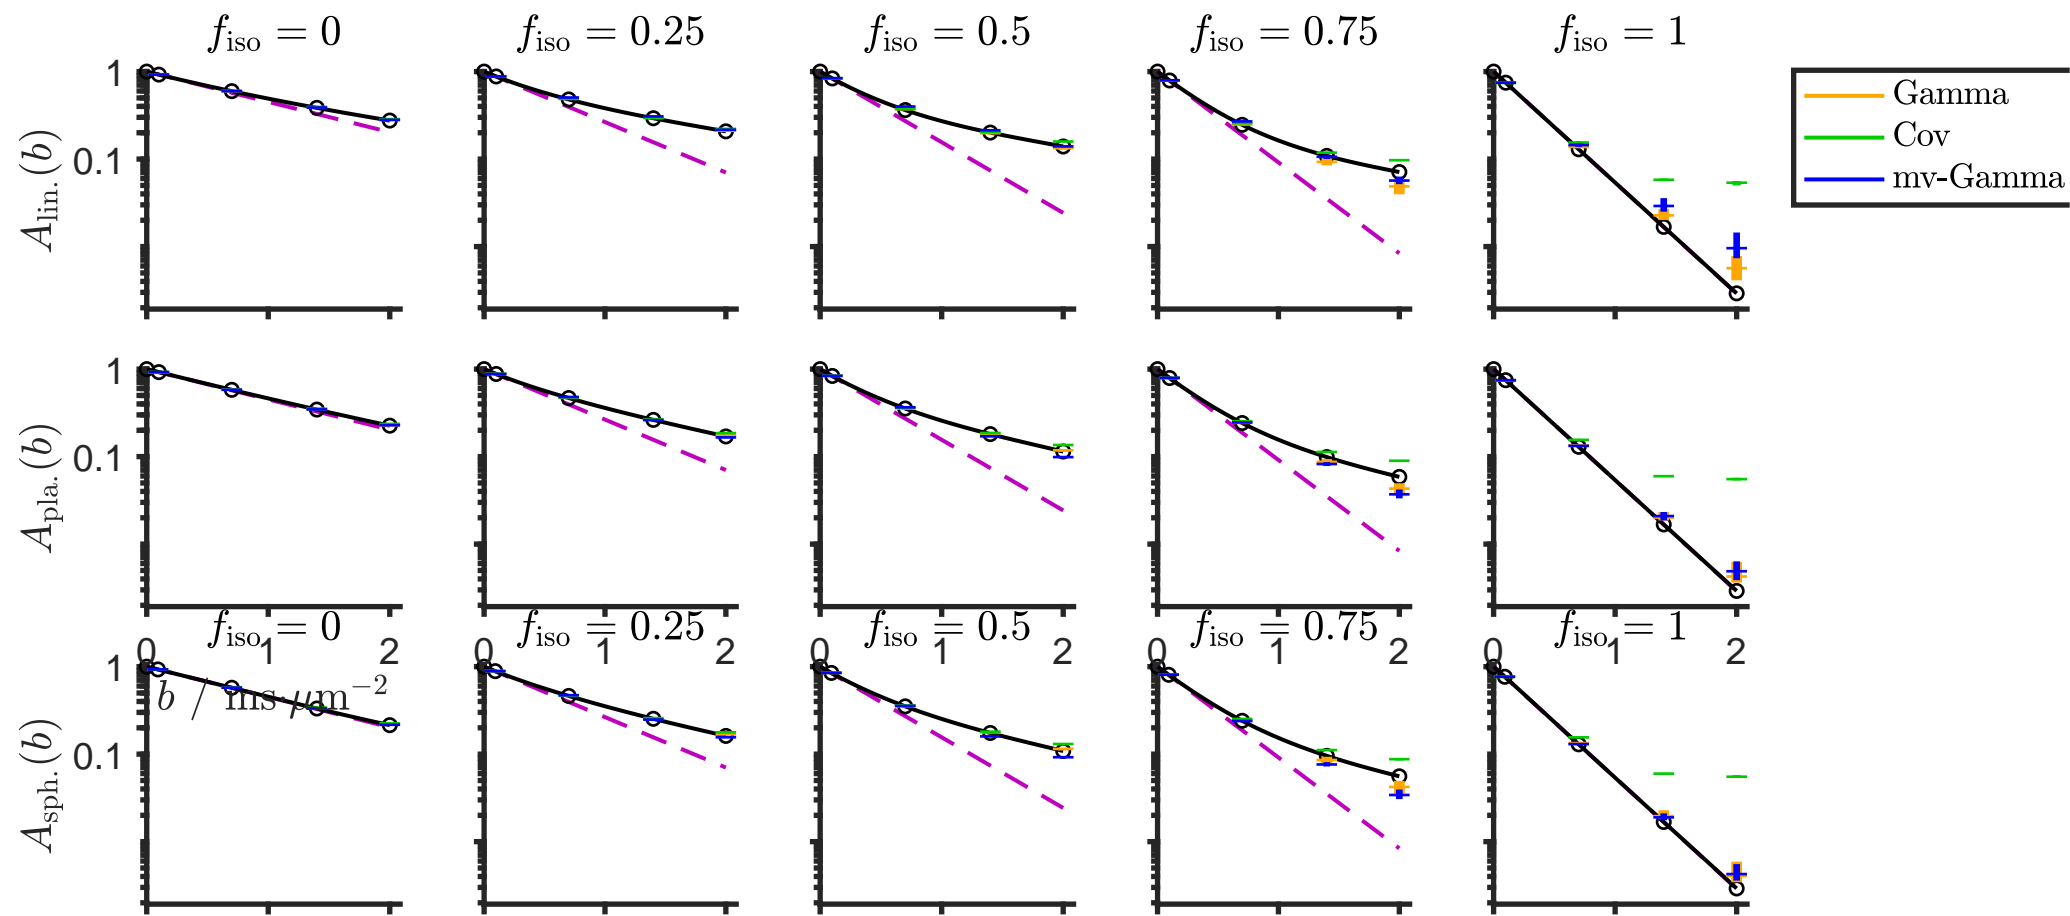 f_iso = 0 f_iso = 0.25 f_iso = 0.5 f_iso = 0.75 f_iso = 1
Gamma
Cov
mv-Gamma
1
0.1
A_lin.(b)
1
0.1
A_pla.(b)
f_iso = 0 f_iso = 0.25 f_iso = 0.5 f_iso = 0.75 f_iso = 1
0 1 2 0 1 2 0 1 2 0 1 2 0 1 2
b / ms·μm⁻²
1
0.1
A_sph.(b)